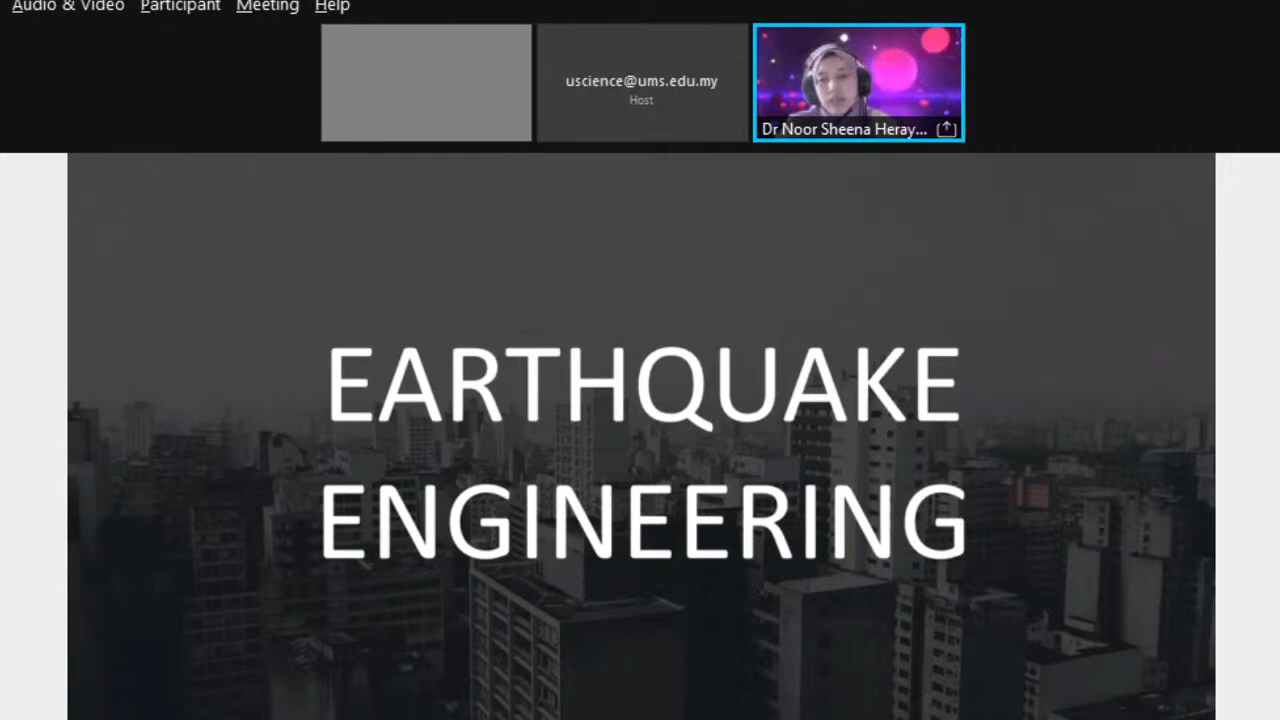 Audio & Video Participant Meeting Help
uscience@ums.edu.my
Host
Dr Noor Sheena Heray...
EARTHQUAKE
ENGINEERING